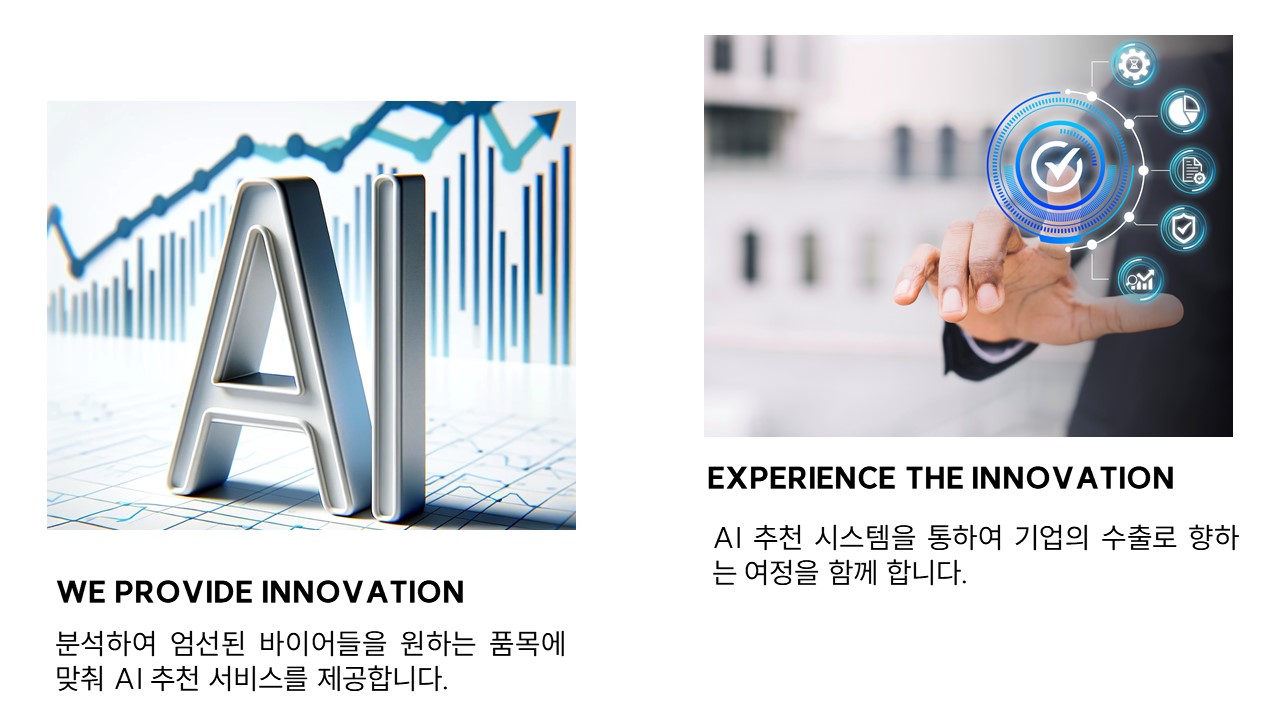 AI
WE PROVIDE INNOVATION
분석하여 엄선된 바이어들을 원하는 품목에
맞춰 AI 추천 서비스를 제공합니다.
EXPERIENCE THE INNOVATION
AI 추천 시스템을 통하여 기업의 수출로 향하
는 여정을 함께 합니다.